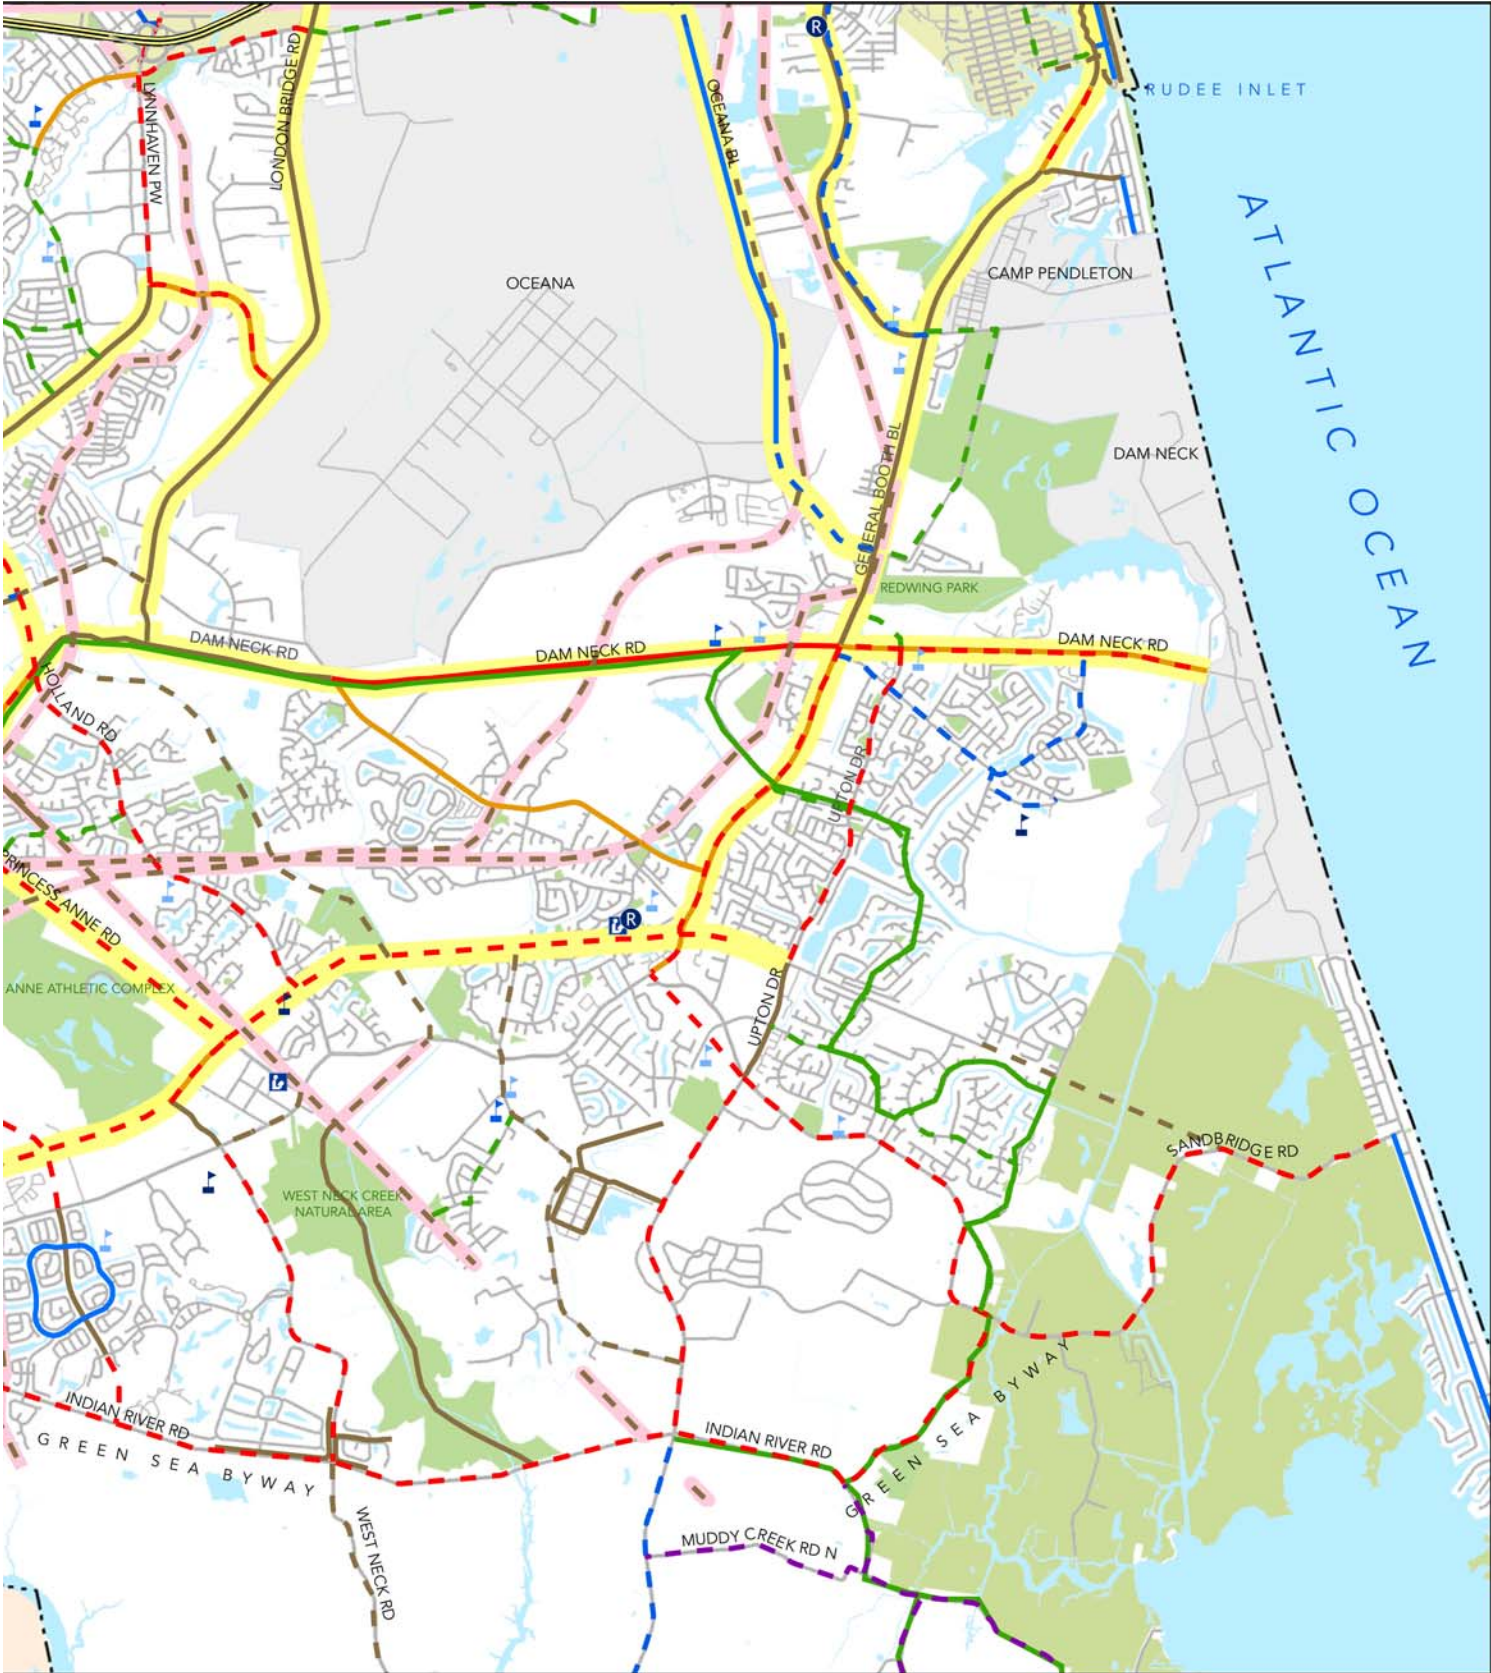 R
RUDEE INLET
LYNNHAVEN PW
LONDON BRIDGE RD
OCEANA BL
ATLANTIC OCEAN
CAMP PENDLETON
OCEANA
DAM NECK
GENERAL BOOTH BL
REDWING PARK
DAM NECK RD
DAM NECK RD
DAM NECK RD
HOLLAND RD
UPTON DR
PRINCESS ANNE RD
R
ANNE ATHLETIC COMPLEX
UPTON DR
SANDBRIDGE RD
WEST NECK CREEK
NATURAL AREA
INDIAN RIVER RD
GREEN SEA BYWAY
INDIAN RIVER RD
GREEN SEA BYWAY
WEST NECK RD
MUDDY CREEK RD N